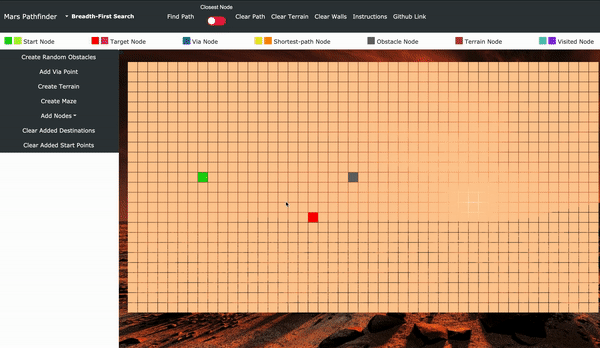 Closest Node
Mars Pathfinder Breadth-First Search Find Path Clear Path Clear Terrain Clear Walls Instructions Github Link
Start Node Target Node Via Node Shortest-path Node Obstacle Node Terrain Node Visited Node
Create Random Obstacles
Add Via Point
Create Terrain
Create Maze
Add Nodes
Clear Added Destinations
Clear Added Start Points